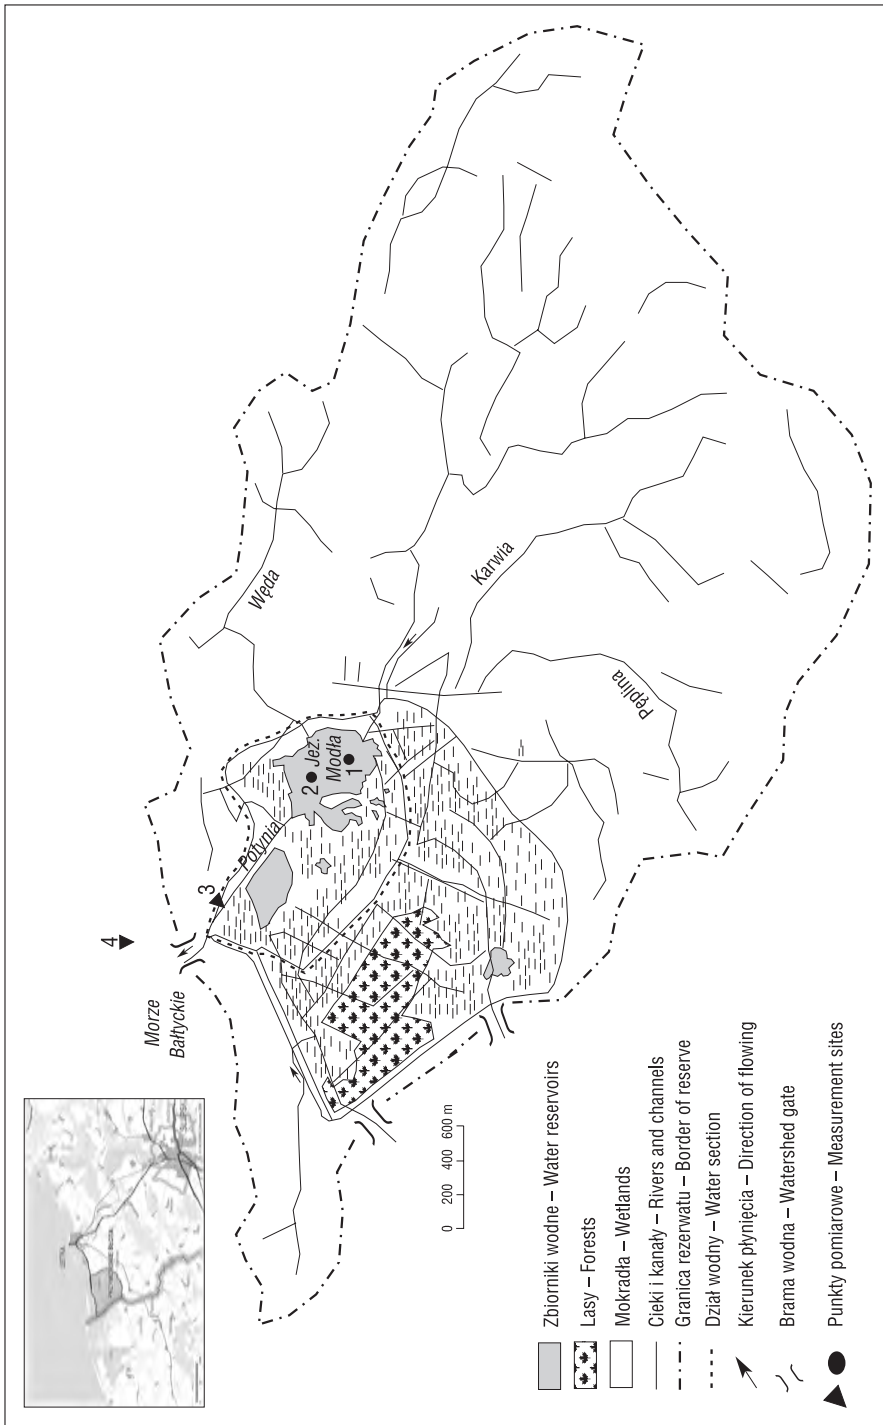 Morze
Bałtyckie
4
3
Potynia
2
Jeż.
Modła
1
Węda
Karwia
Pęplina
0 200 400 600 m
Zbiorniki wodne – Water reservoirs
Lasy – Forests
Mokradła – Wetlands
Cieki i kanały – Rivers and channels
Granica rezerwatu – Border of reserve
Dział wodny – Water section
Kierunek płynięcia – Direction of flowing
Brama wodna – Watershed gate
Punkty pomiarowe – Measurement sites